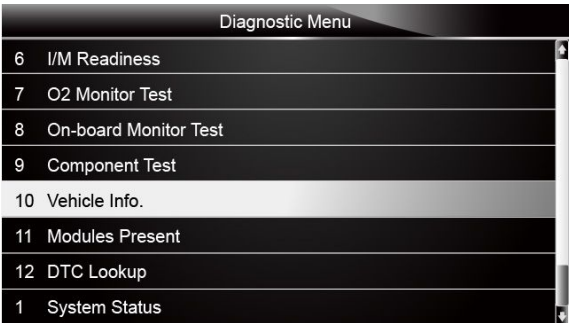 Diagnostic Menu
6 I/M Readiness
7 O2 Monitor Test
8 On-board Monitor Test
9 Component Test
10 Vehicle Info.
11 Modules Present
12 DTC Lookup
1 System Status